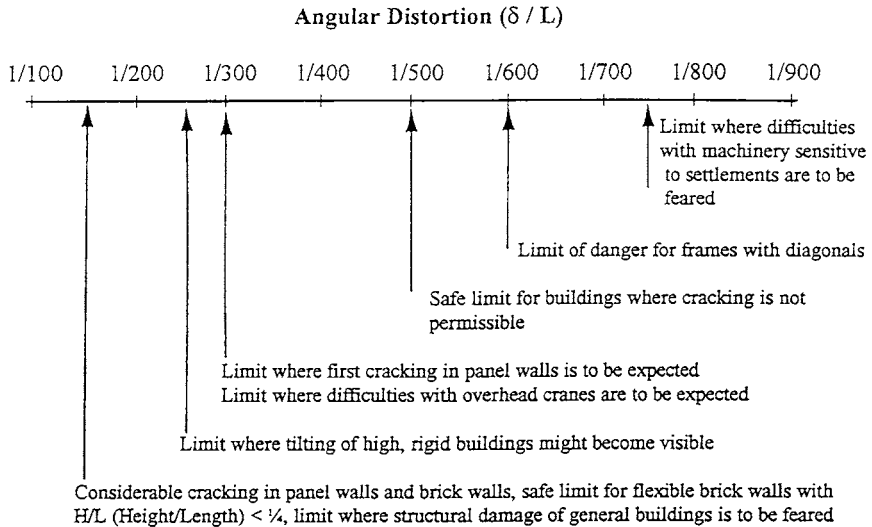 Angular Distortion (δ / L)
1/100 1/200 1/300 1/400 1/500 1/600 1/700 1/800 1/900
Limit where difficulties
with machinery sensitive
to settlements are to be
feared
Limit of danger for frames with diagonals
Safe limit for buildings where cracking is not
permissible
Limit where first cracking in panel walls is to be expected
Limit where difficulties with overhead cranes are to be expected
Limit where tilting of high, rigid buildings might become visible
Considerable cracking in panel walls and brick walls, safe limit for flexible brick walls with
H/L (Height/Length) < ¼, limit where structural damage of general buildings is to be feared